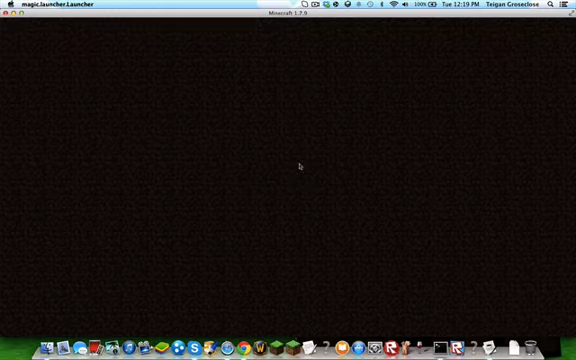 magic.launcher.Launcher 100% Tue 12:19 PM Teigan Groseclose
Minecraft 1.7.9